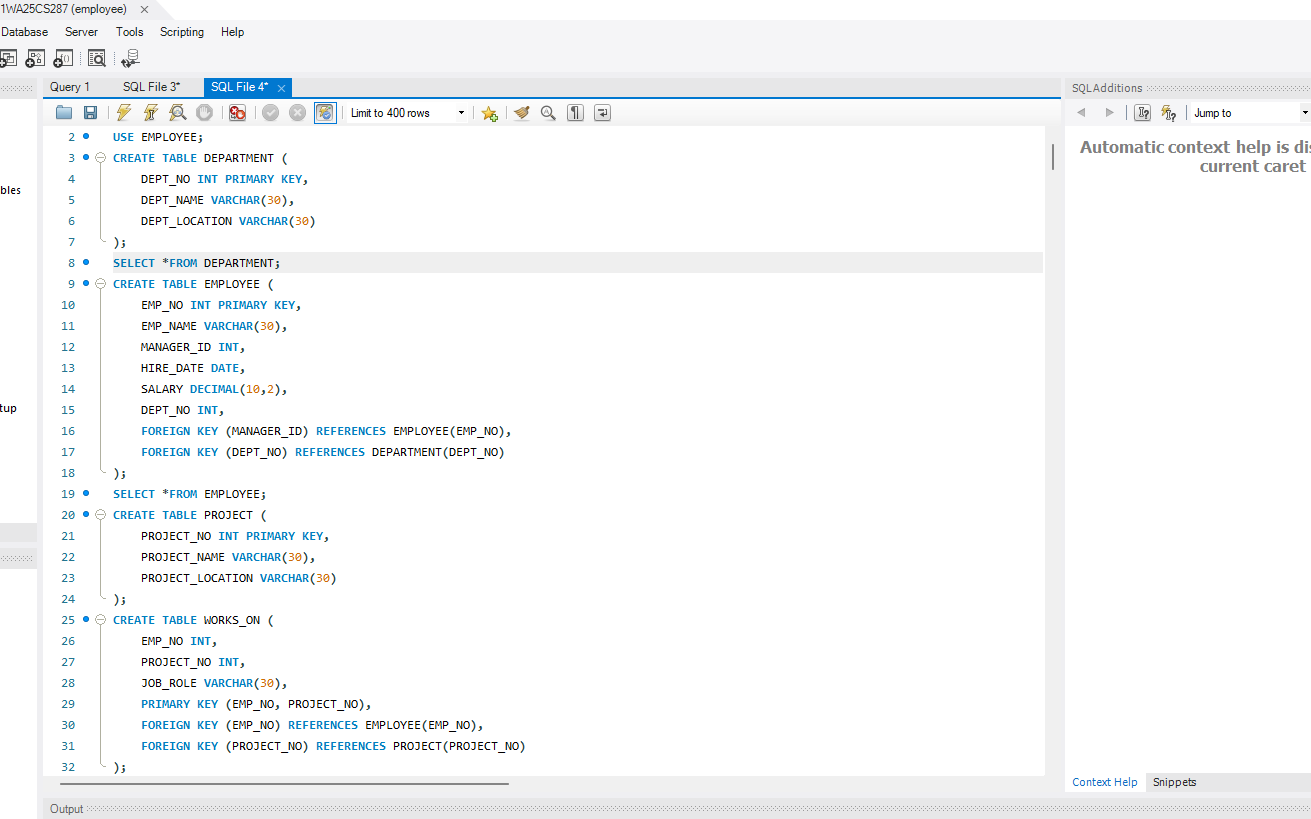 1WA25CS287 (employee)
Database Server Tools Scripting Help
Query 1 SQL File 3* SQL File 4*
SQLAdditions
Limit to 400 rows
Jump to
Automatic context help is dis
current caret
bles
tup
2 USE EMPLOYEE;
3 CREATE TABLE DEPARTMENT (
4 DEPT_NO INT PRIMARY KEY,
5 DEPT_NAME VARCHAR(30),
6 DEPT_LOCATION VARCHAR(30)
7 );
8 SELECT *FROM DEPARTMENT;
9 CREATE TABLE EMPLOYEE (
10 EMP_NO INT PRIMARY KEY,
11 EMP_NAME VARCHAR(30),
12 MANAGER_ID INT,
13 HIRE_DATE DATE,
14 SALARY DECIMAL(10,2),
15 DEPT_NO INT,
16 FOREIGN KEY (MANAGER_ID) REFERENCES EMPLOYEE(EMP_NO),
17 FOREIGN KEY (DEPT_NO) REFERENCES DEPARTMENT(DEPT_NO)
18 );
19 SELECT *FROM EMPLOYEE;
20 CREATE TABLE PROJECT (
21 PROJECT_NO INT PRIMARY KEY,
22 PROJECT_NAME VARCHAR(30),
23 PROJECT_LOCATION VARCHAR(30)
24 );
25 CREATE TABLE WORKS_ON (
26 EMP_NO INT,
27 PROJECT_NO INT,
28 JOB_ROLE VARCHAR(30),
29 PRIMARY KEY (EMP_NO, PROJECT_NO),
30 FOREIGN KEY (EMP_NO) REFERENCES EMPLOYEE(EMP_NO),
31 FOREIGN KEY (PROJECT_NO) REFERENCES PROJECT(PROJECT_NO)
32 );
Context Help Snippets
Output